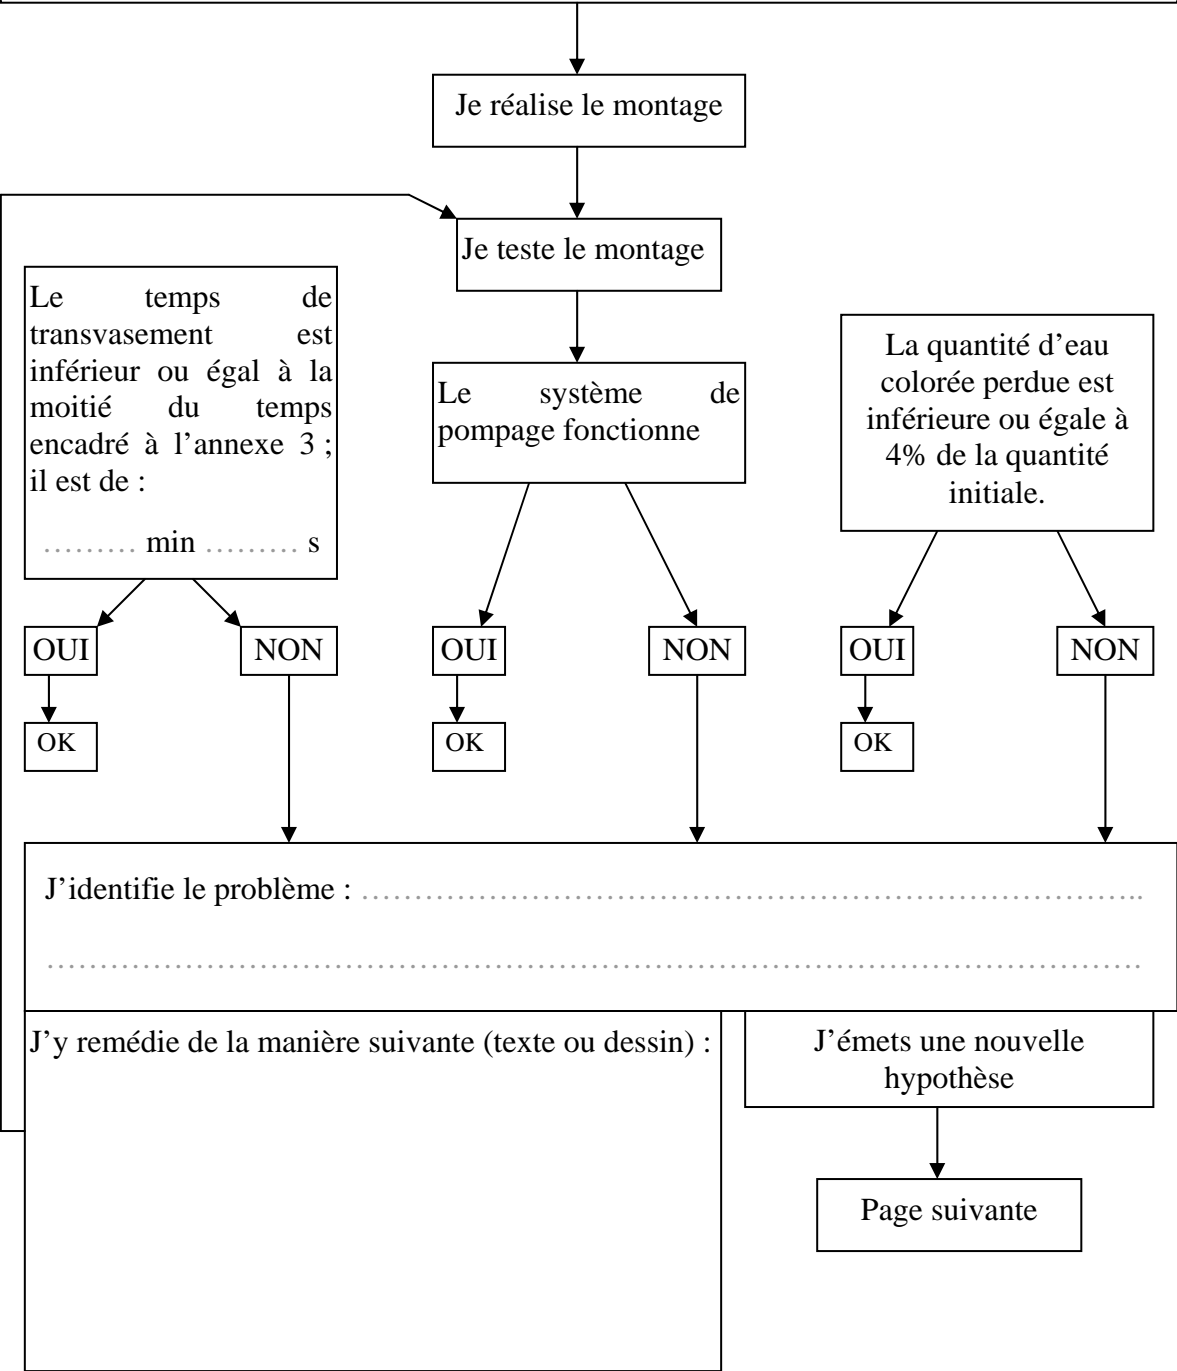 Je réalise le montage
Je teste le montage
Le temps de
transvasement est
inférieur ou égal à la
moitié du temps
encadré à l’annexe 3 ;
il est de :
……… min ……… s
Le système de
pompage fonctionne
La quantité d’eau
colorée perdue est
inférieure ou égale à
4% de la quantité
initiale.
OUI
NON
OUI
NON
OUI
NON
OK
OK
OK
J’identifie le problème : ………………………………………………………………..
………………………………………………………………………………………….
J’y remédie de la manière suivante (texte ou dessin) :
J’émets une nouvelle
hypothèse
Page suivante